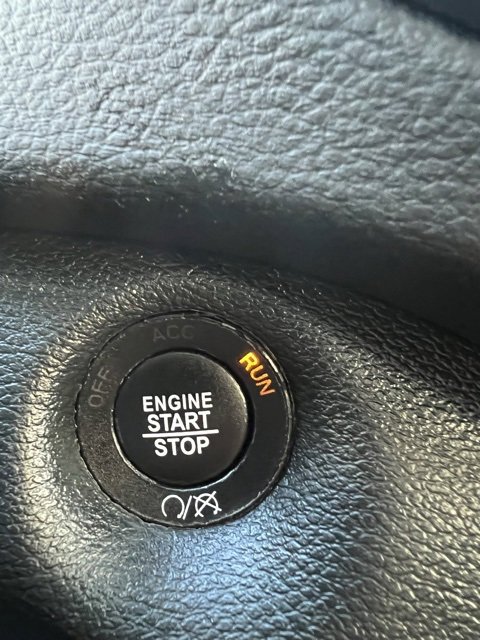 ACC
OFF
RUN
ENGINE
START
STOP